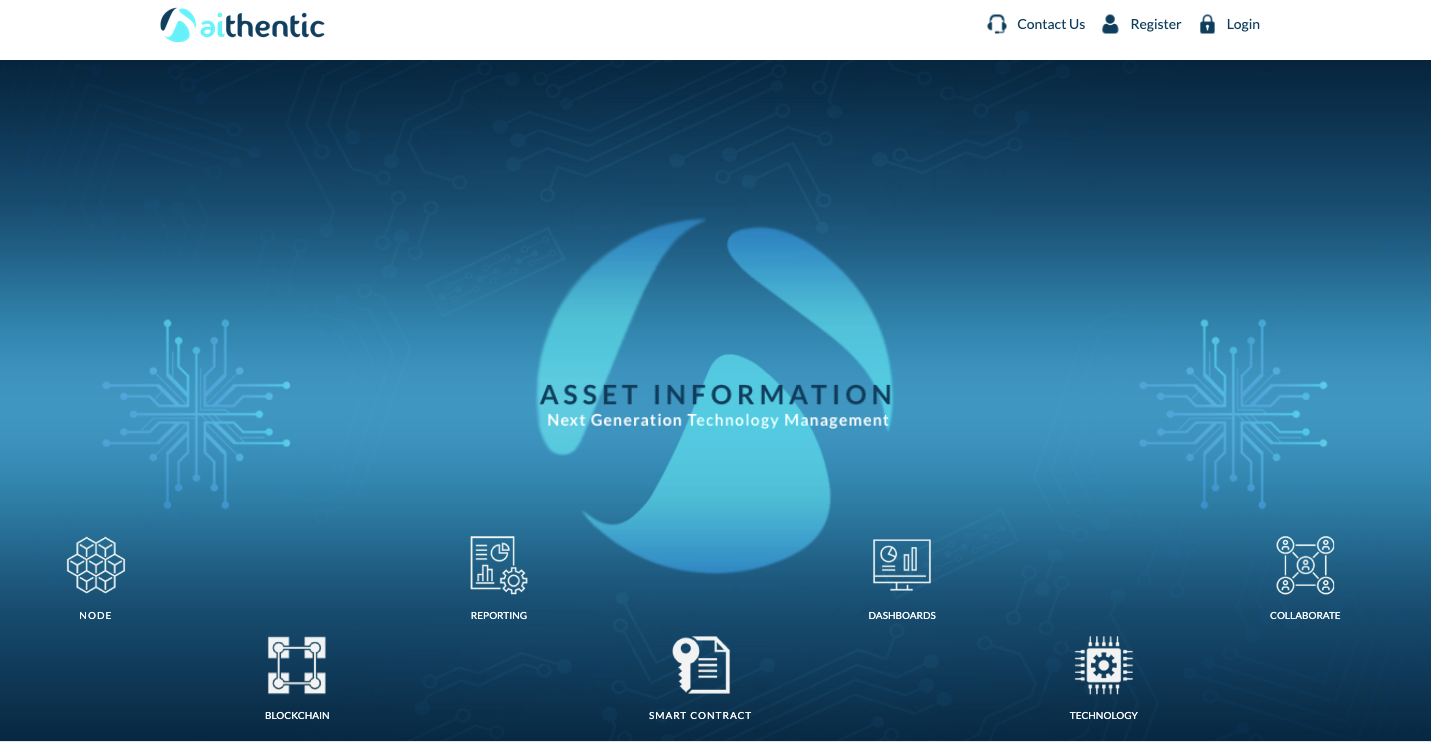 aithentic
Contact Us
Register
Login
ASSET INFORMATION
Next Generation Technology Management
NODE
REPORTING
DASHBOARDS
COLLABORATE
BLOCKCHAIN
SMART CONTRACT
TECHNOLOGY